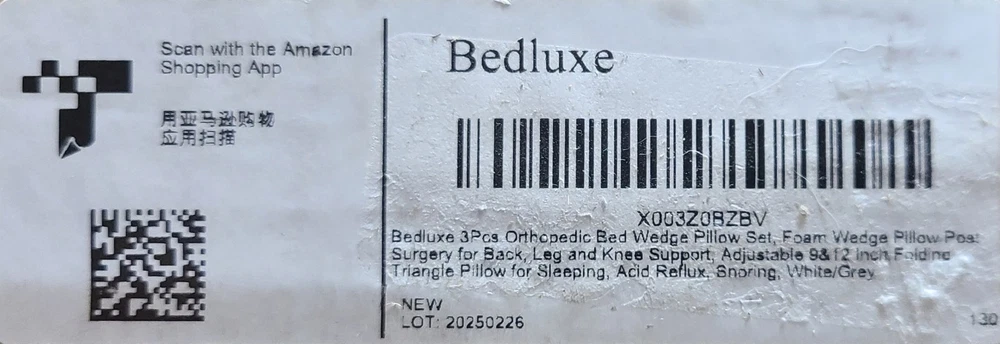 Scan with the Amazon
Shopping App
用亚马逊购物
应用扫描
Bedluxe
X003Z0BZBV
Bedluxe 3Pcs Orthopedic Bed Wedge Pillow Set, Foam Wedge Pillow Post
Surgery for Back, Leg and Knee Support, Adjustable 9&12 Inch Folding
Triangle Pillow for Sleeping, Acid Reflux, Snoring, White/Grey
NEW
LOT: 20250226
130